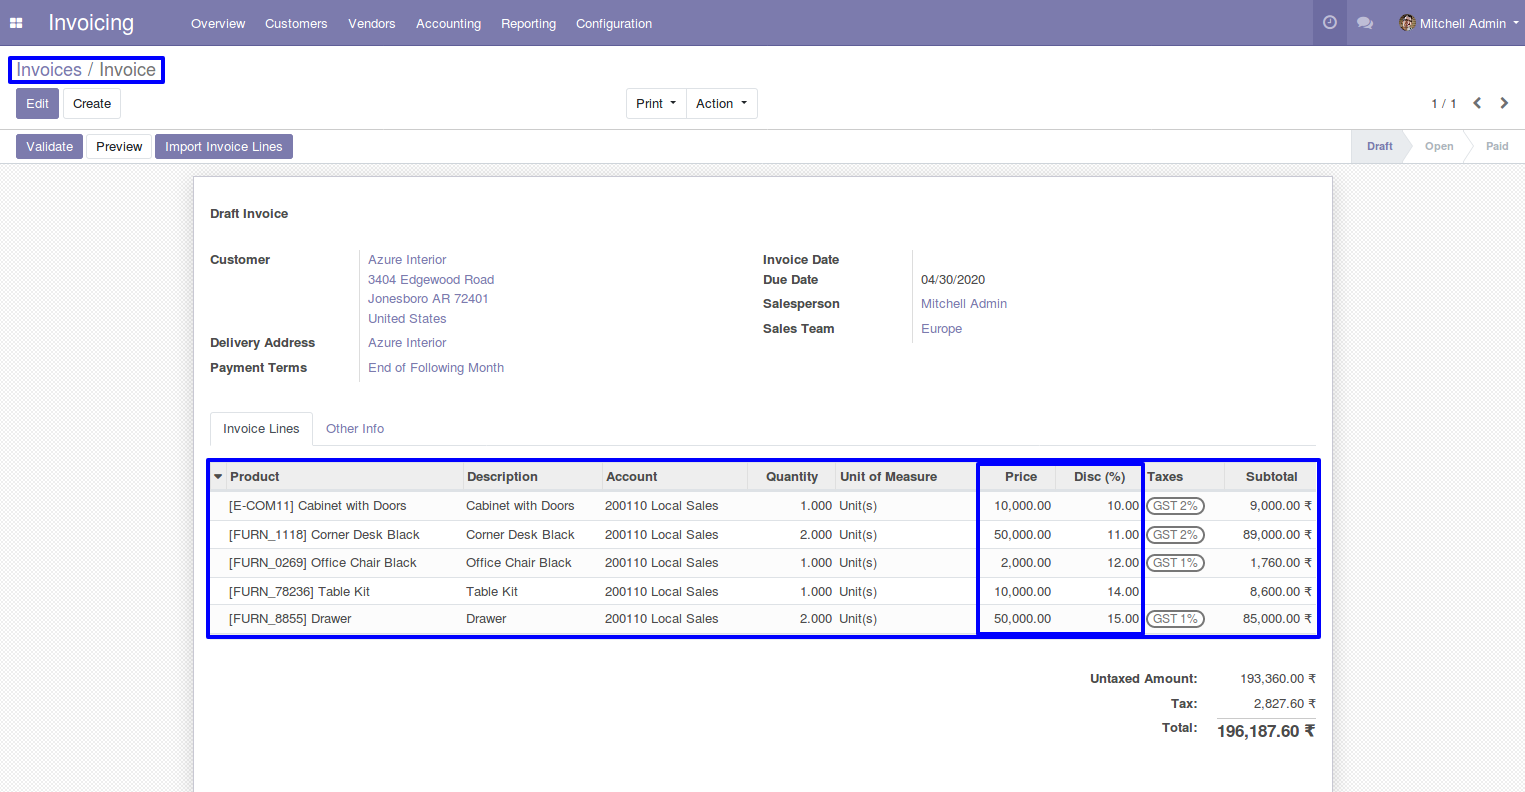 Invoicing Overview Customers Vendors Accounting Reporting Configuration Mitchell Admin
Invoices / Invoice
Edit Create Print Action 1 / 1
Validate Preview Import Invoice Lines Draft Open Paid
Draft Invoice
Customer Azure Interior Invoice Date
3404 Edgewood Road Due Date 04/30/2020
Jonesboro AR 72401 Salesperson Mitchell Admin
United States Sales Team Europe
Delivery Address Azure Interior
Payment Terms End of Following Month
Invoice Lines Other Info
Product Description Account Quantity Unit of Measure Price Disc (%) Taxes Subtotal
[E-COM11] Cabinet with Doors Cabinet with Doors 200110 Local Sales 1.000 Unit(s) 10,000.00 10.00 GST 2% 9,000.00 ₹
[FURN_1118] Corner Desk Black Corner Desk Black 200110 Local Sales 2.000 Unit(s) 50,000.00 11.00 GST 2% 89,000.00 ₹
[FURN_0269] Office Chair Black Office Chair Black 200110 Local Sales 1.000 Unit(s) 2,000.00 12.00 GST 1% 1,760.00 ₹
[FURN_78236] Table Kit Table Kit 200110 Local Sales 1.000 Unit(s) 10,000.00 14.00 8,600.00 ₹
[FURN_8855] Drawer Drawer 200110 Local Sales 2.000 Unit(s) 50,000.00 15.00 GST 1% 85,000.00 ₹
Untaxed Amount: 193,360.00 ₹
Tax: 2,827.60 ₹
Total: 196,187.60 ₹